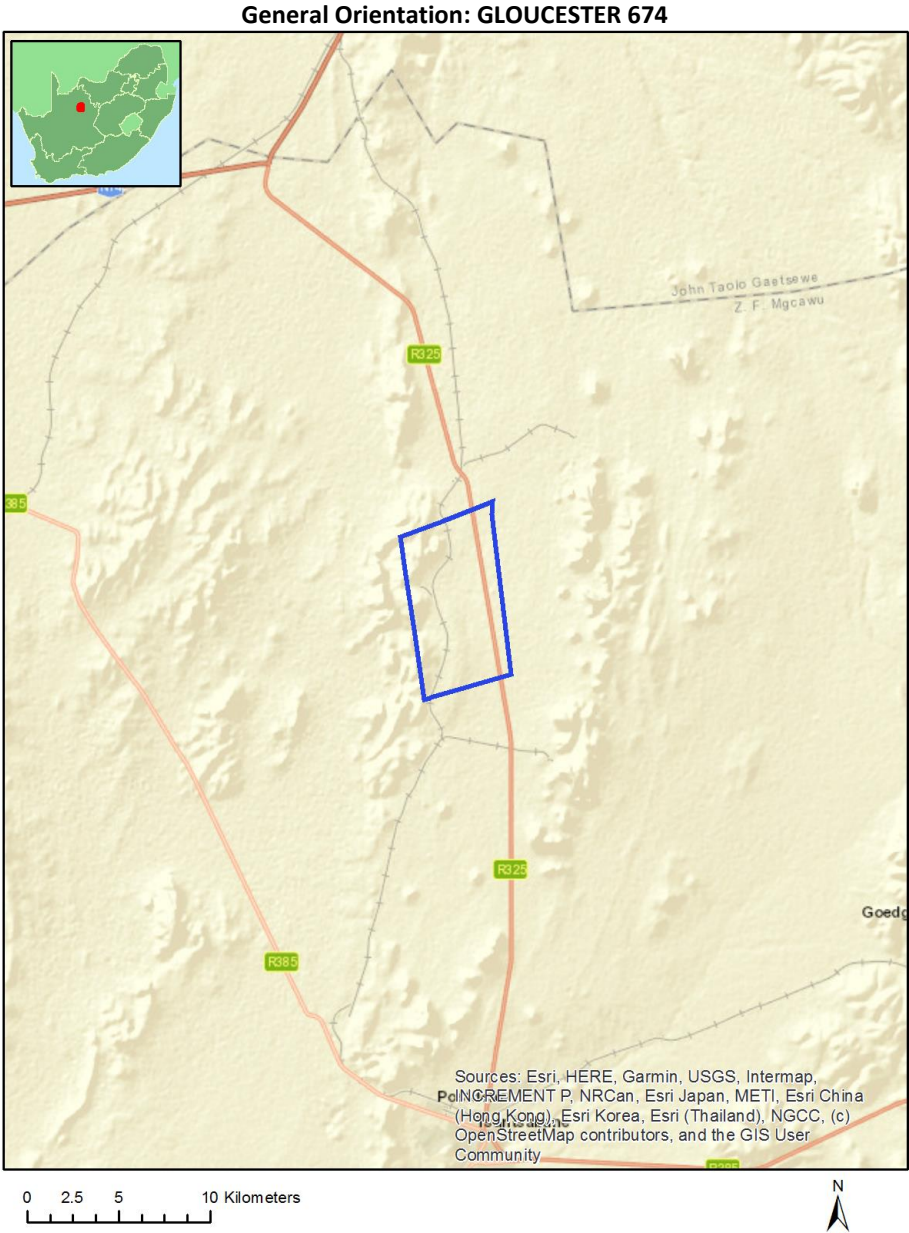 General Orientation: GLOUCESTER 674
John Taolo Gaetsewe
Z. F. Mgcawu
R325
385
R325
Goedg
R385
Sources: Esri, HERE, Garmin, USGS, Intermap,
INCREMENT P, NRCan, Esri Japan, METI, Esri China
(Hong Kong), Esri Korea, Esri (Thailand), NGCC, (c)
OpenStreetMap contributors, and the GIS User
Community
R385
0 2.5 5 10 Kilometers
N